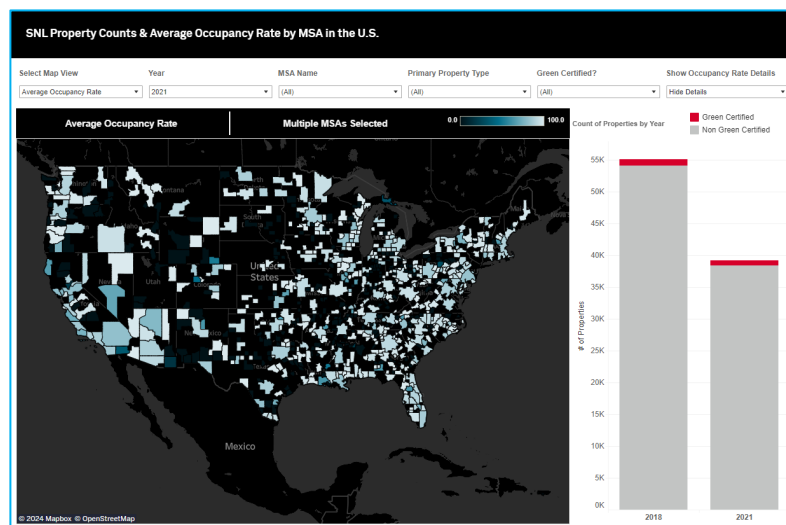 SNL Property Counts & Average Occupancy Rate by MSA in the U.S.
Select Map View
Year
MSA Name
Primary Property Type
Green Certified?
Show Occupancy Rate Details
Average Occupancy Rate
2021
(All)
(All)
(All)
Hide Details
Average Occupancy Rate
Multiple MSAs Selected
0.0
100.0
Count of Properties by Year
Green Certified
Non Green Certified
United
States
Utah
Mexico
© 2024 Mapbox © OpenStreetMap
# of Properties
55K
50K
45K
40K
35K
30K
25K
20K
15K
10K
5K
0K
2018
2021